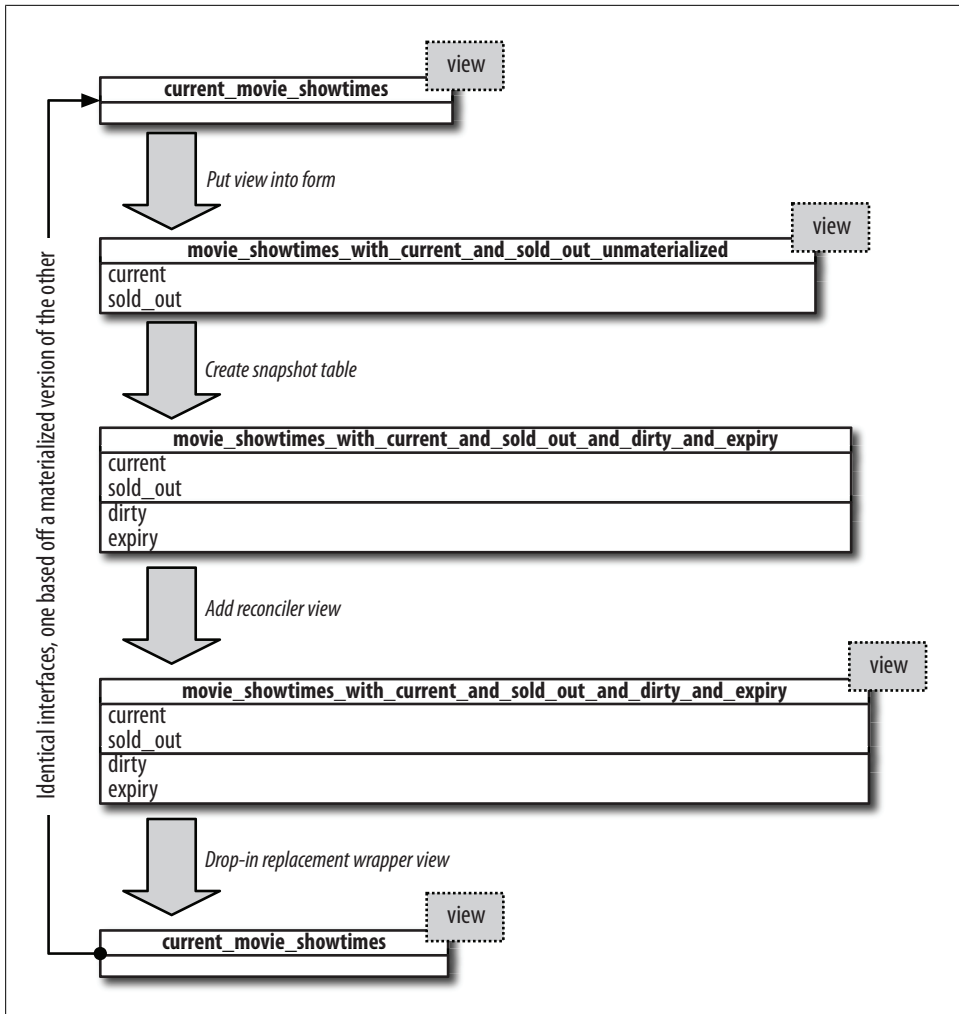 view
current_movie_showtimes
Put view into form
view
movie_showtimes_with_current_and_sold_out_unmaterialized
current
sold_out
Create snapshot table
movie_showtimes_with_current_and_sold_out_and_dirty_and_expiry
current
sold_out
dirty
expiry
Add reconciler view
view
movie_showtimes_with_current_and_sold_out_and_dirty_and_expiry
current
sold_out
dirty
expiry
Drop-in replacement wrapper view
view
current_movie_showtimes
Identical interfaces, one based off a materialized version of the other